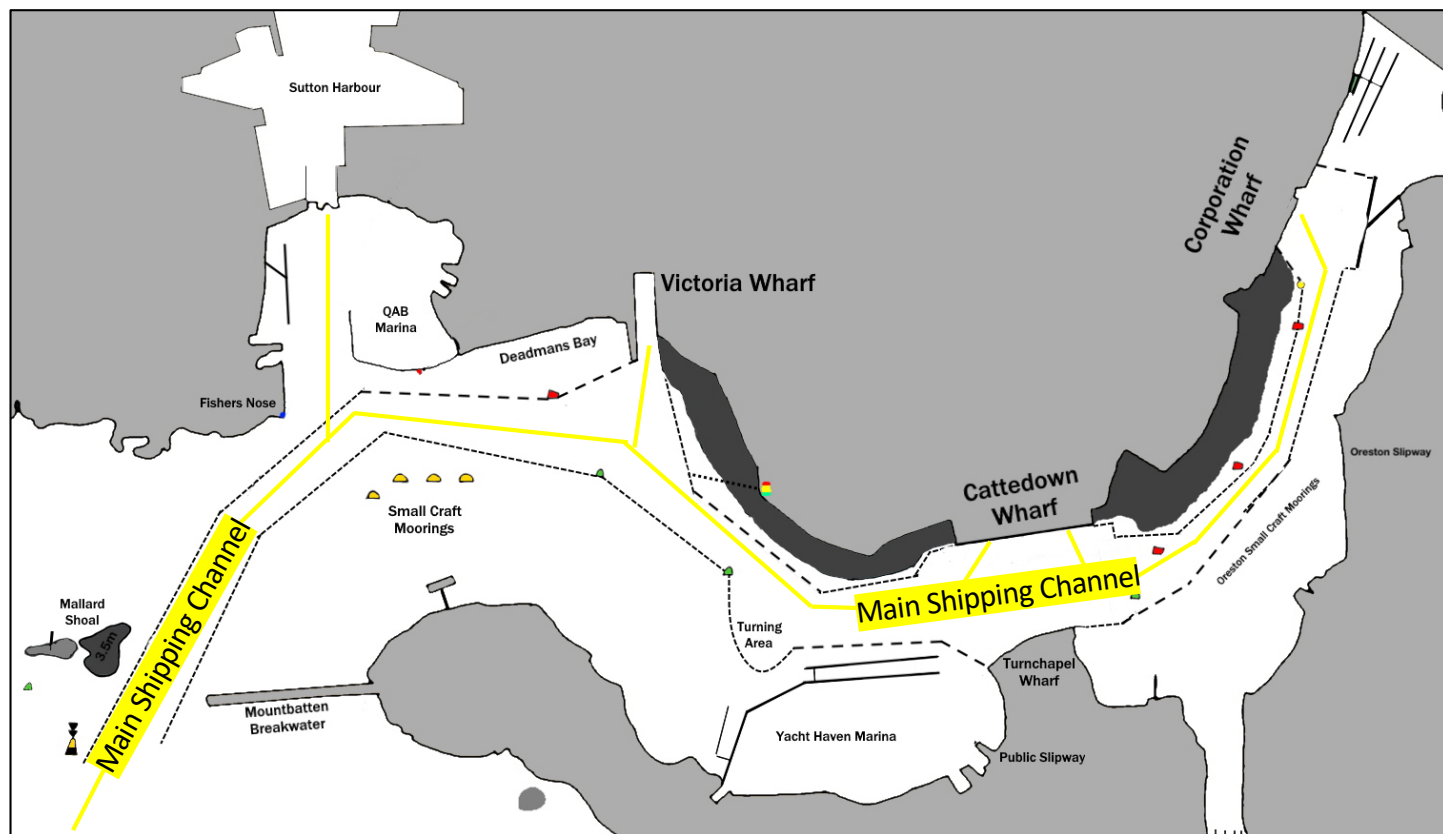 Sutton Harbour
Corporation
Wharf
Victoria Wharf
QAB
Marina
Deadmans Bay
Fishers Nose
Oreston Slipway
Cattedown
Wharf
Small Craft
Moorings
Oreston Small Craft Moorings
Main Shipping Channel
Main Shipping Channel
Mallard
Shoal
3.5m
Turning
Area
Turnchapel
Wharf
Mountbatten
Breakwater
Yacht Haven Marina
Public Slipway